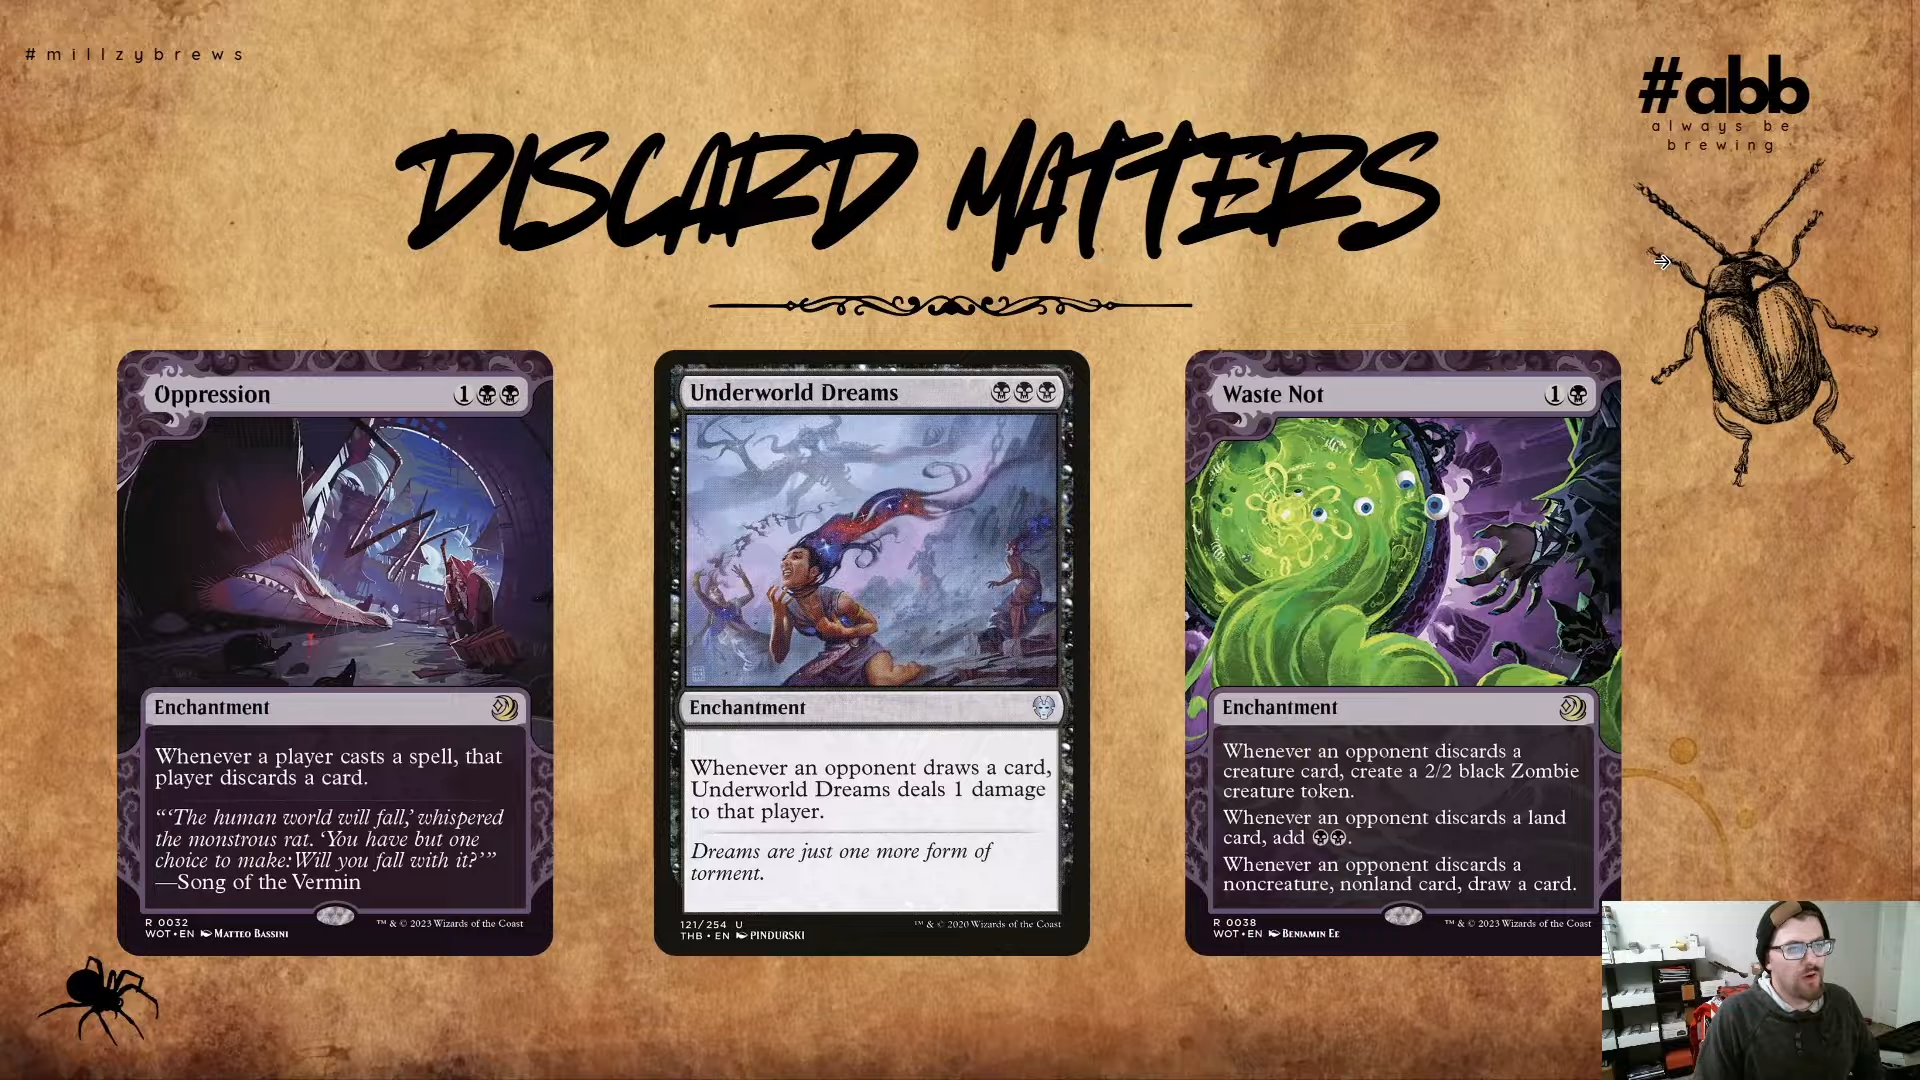 #millzybrews
#abb
always be
brewing
DISCARD MATTERS
Oppression 1
Enchantment
Whenever a player casts a spell, that
player discards a card.
“‘The human world will fall,’ whispered
the monstrous rat. ‘You have but one
choice to make: Will you fall with it?’”
—Song of the Vermin
R 0032
WOT • EN MATTEO BASSINI
™ & © 2023 Wizards of the Coast
Underworld Dreams
Enchantment
Whenever an opponent draws a card,
Underworld Dreams deals 1 damage
to that player.
Dreams are just one more form of
torment.
121/254 U
THB • EN PINDURSKI
™ & © 2020 Wizards of the Coast
Waste Not 1
Enchantment
Whenever an opponent discards a
creature card, create a 2/2 black Zombie
creature token.
Whenever an opponent discards a land
card, add .
Whenever an opponent discards a
noncreature, nonland card, draw a card.
R 0038
WOT • EN BENJAMIN EE
™ & © 2023 Wizards of the Coast